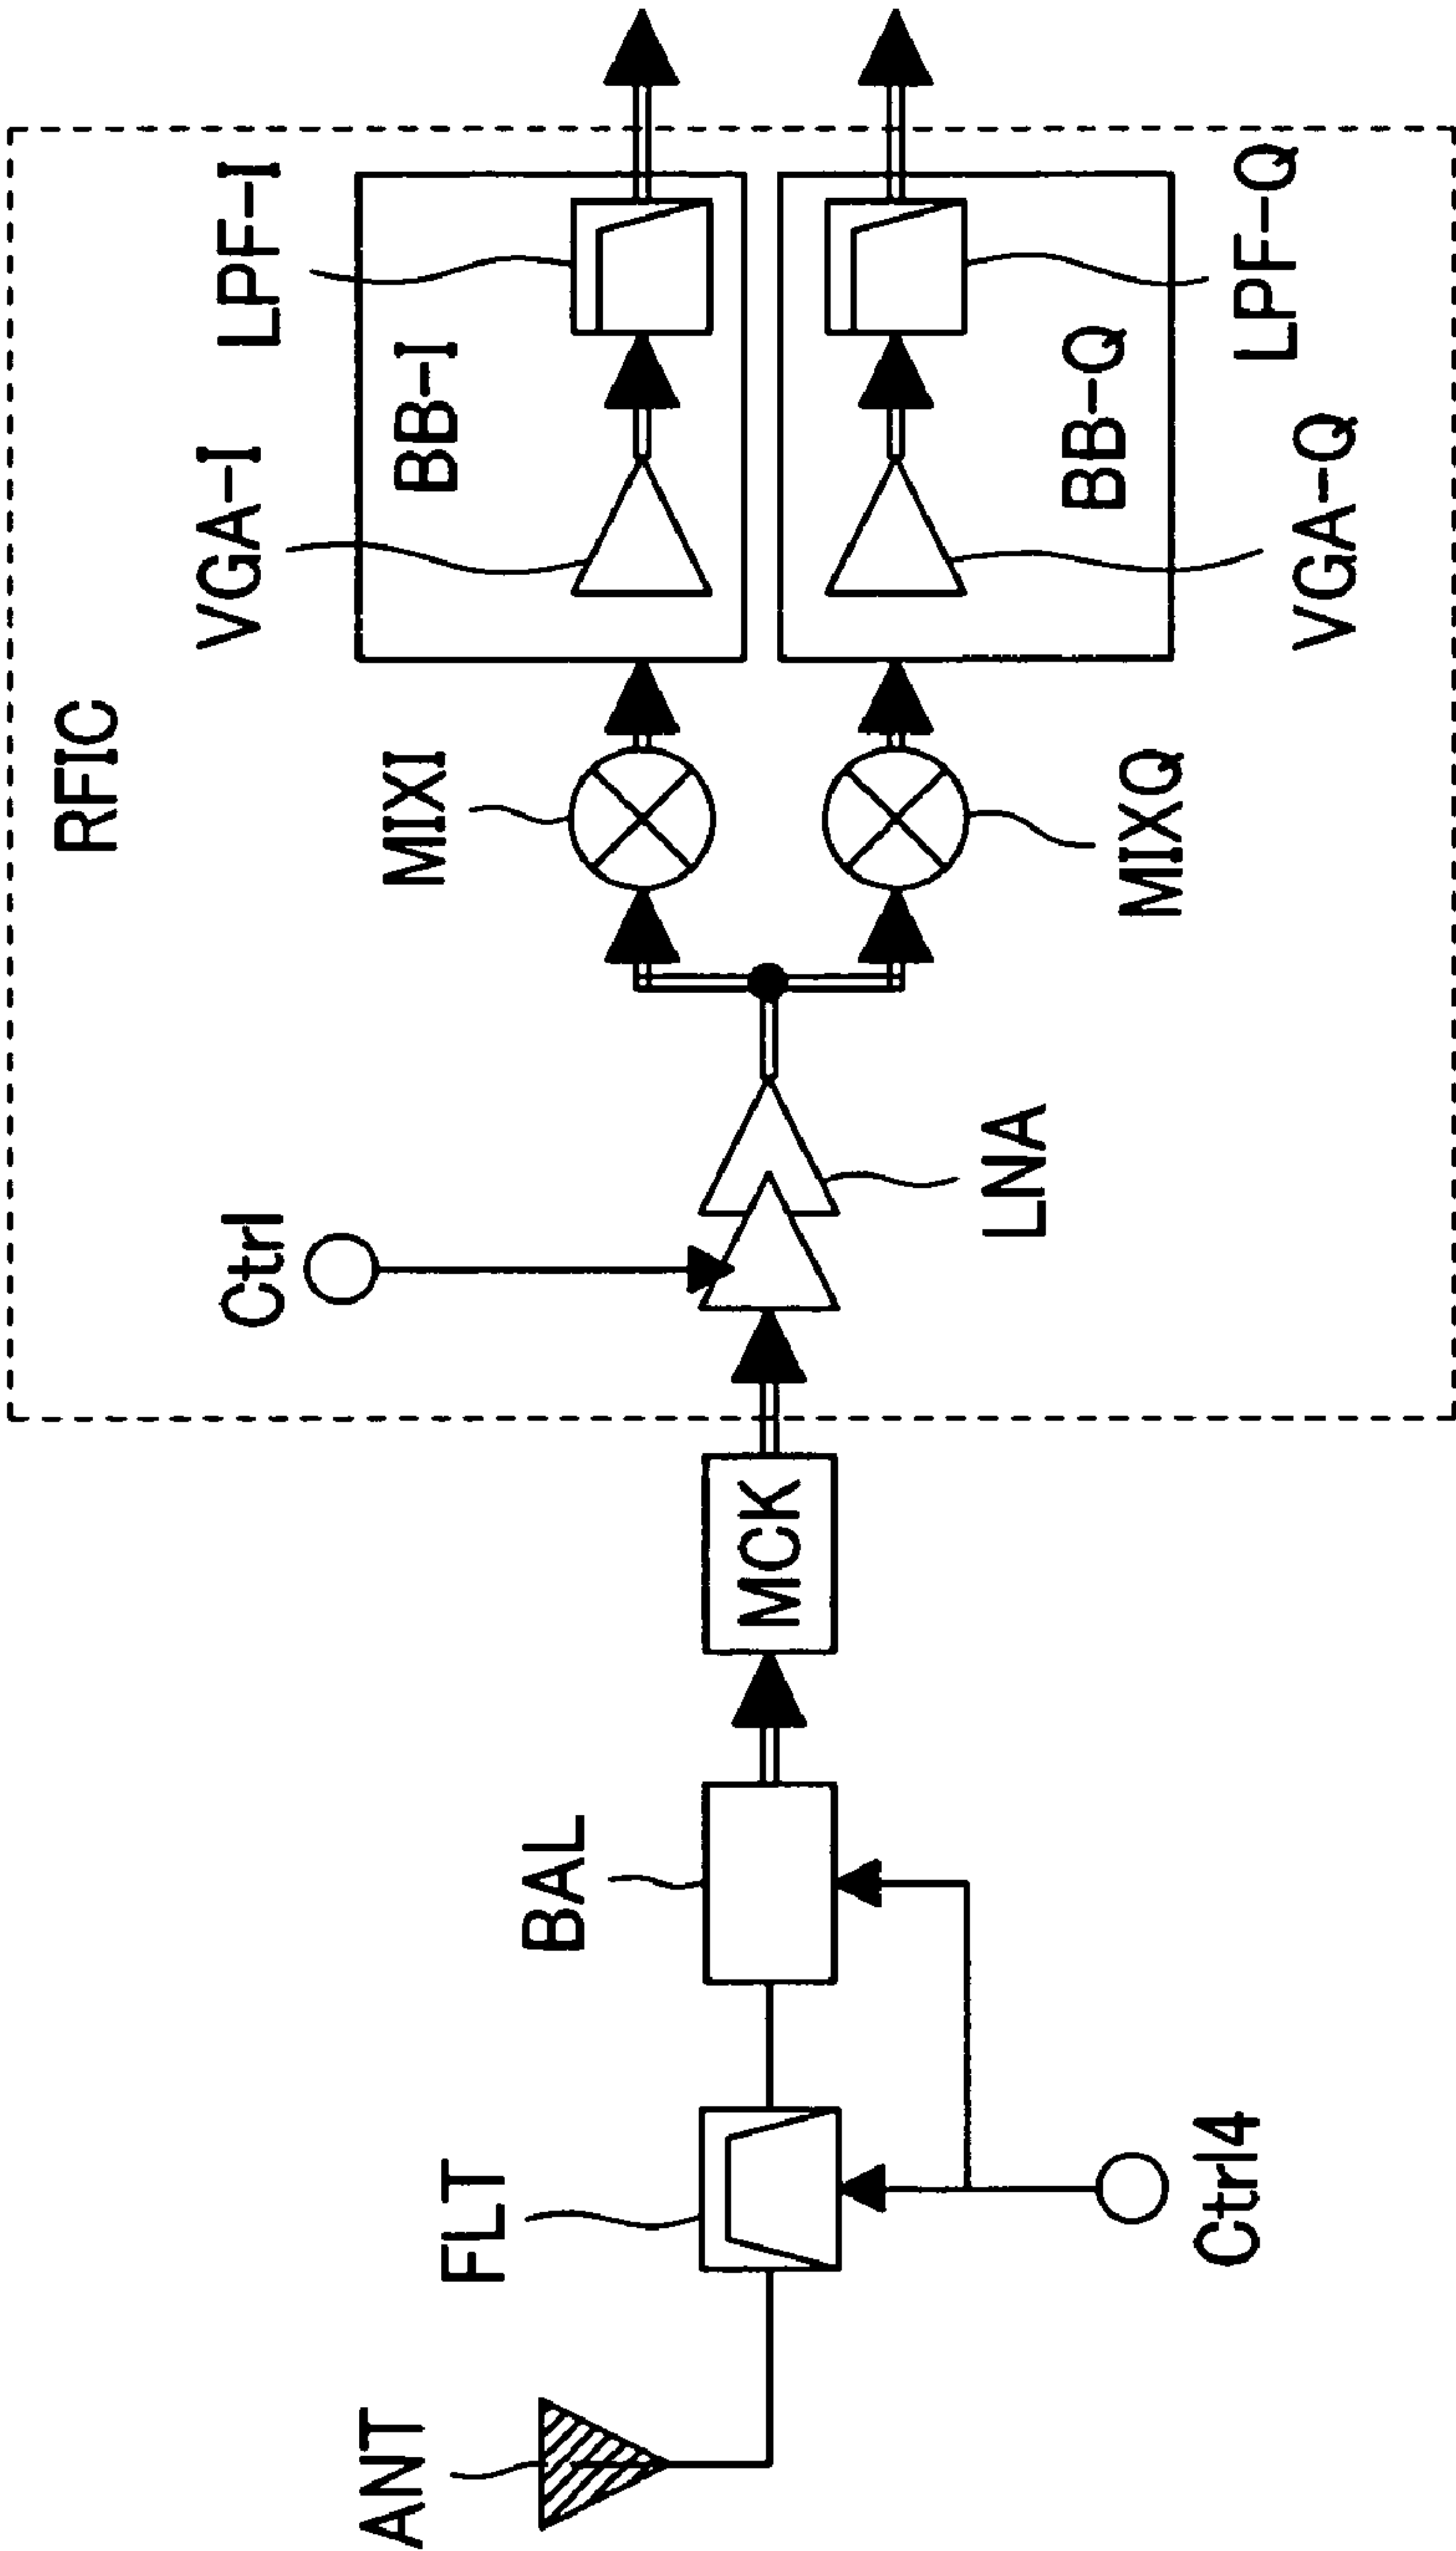 RFIC
LPF-I
VGA-I
BB-I
MIXI
Ctrl
BB-Q
LPF-Q
VGA-Q
MIXQ
LNA
MCK
BAL
FLT
ANT
Ctrl4